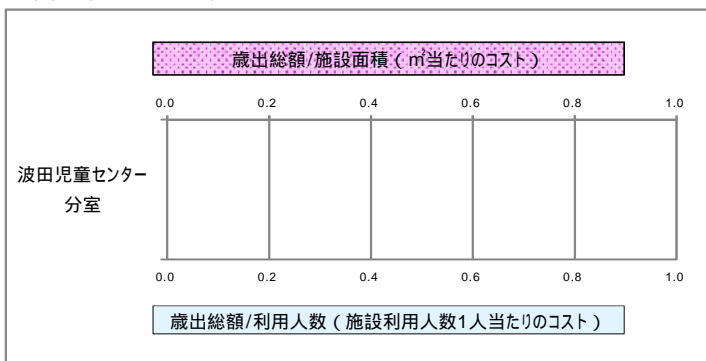 歳出総額/施設面積(㎡当たりのコスト)
0.0 0.2 0.4 0.6 0.8 1.0
波田児童センター
分室
0.0 0.2 0.4 0.6 0.8 1.0
歳出総額/利用人数(施設利用人数1人当たりのコスト)